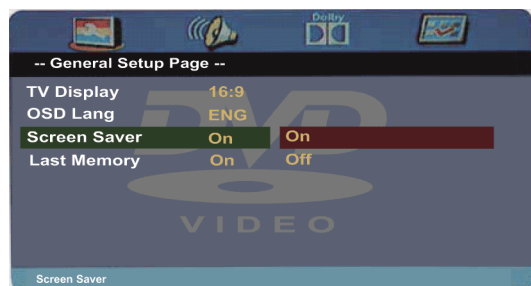 Dolby
-- General Setup Page --
TV Display 16:9
OSD Lang ENG
Screen Saver On On
Last Memory On Off
DVD
VIDEO
Screen Saver